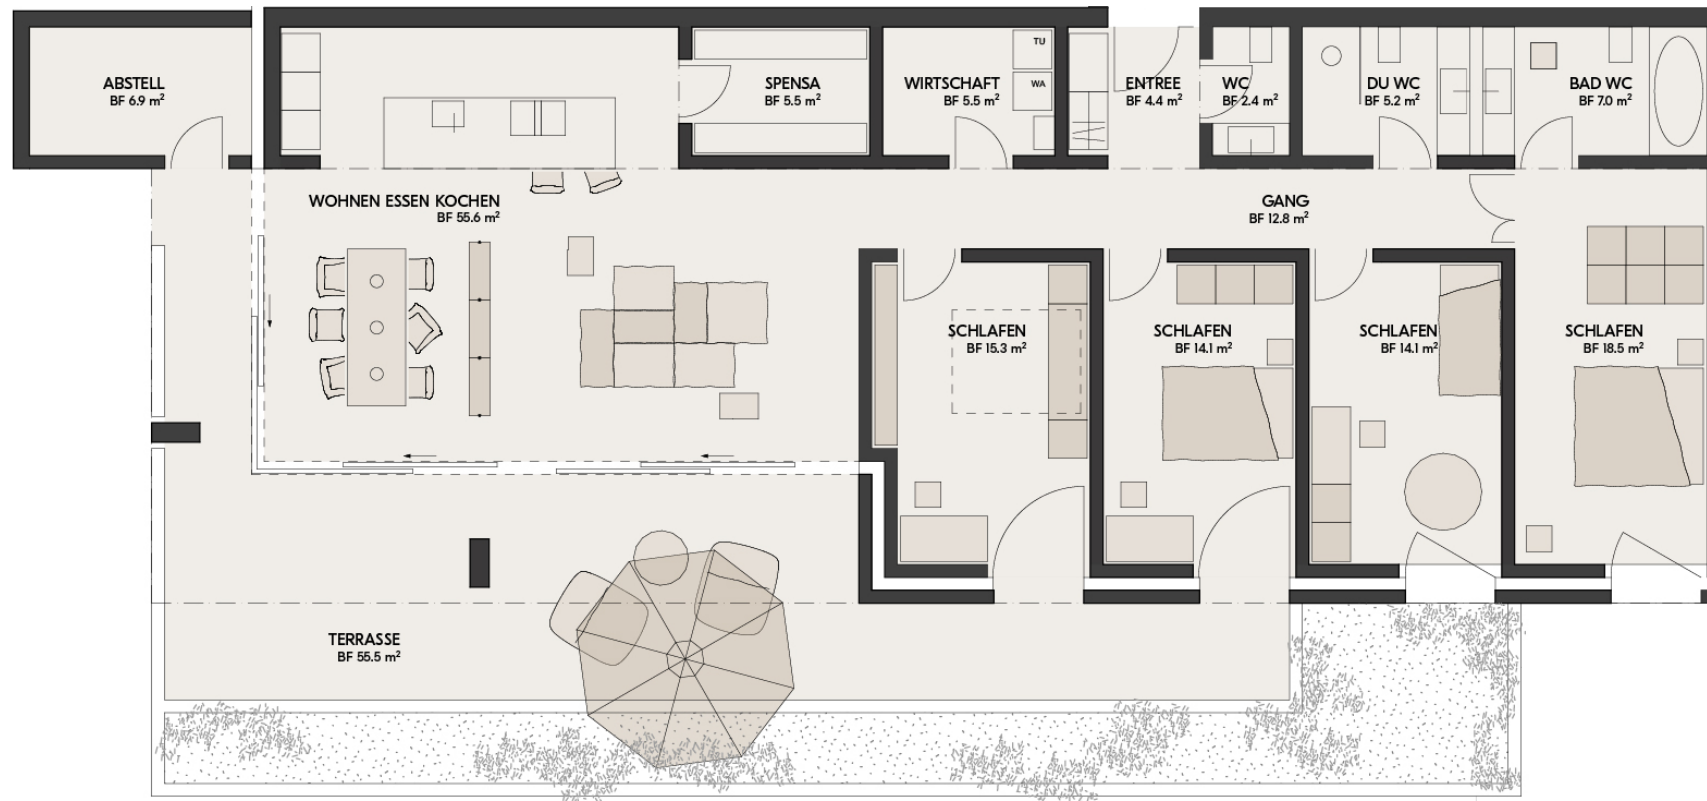 ABSTELL
BF 6.9 m²
SPENSA
BF 5.5 m²
WIRTSCHAFT
BF 5.5 m²
TU
WA
ENTREE
BF 4.4 m²
WC
BF 2.4 m²
DU WC
BF 5.2 m²
BAD WC
BF 7.0 m²
WOHNEN ESSEN KOCHEN
BF 55.6 m²
GANG
BF 12.8 m²
SCHLAFEN
BF 15.3 m²
SCHLAFEN
BF 14.1 m²
SCHLAFEN
BF 14.1 m²
SCHLAFEN
BF 18.5 m²
TERRASSE
BF 55.5 m²